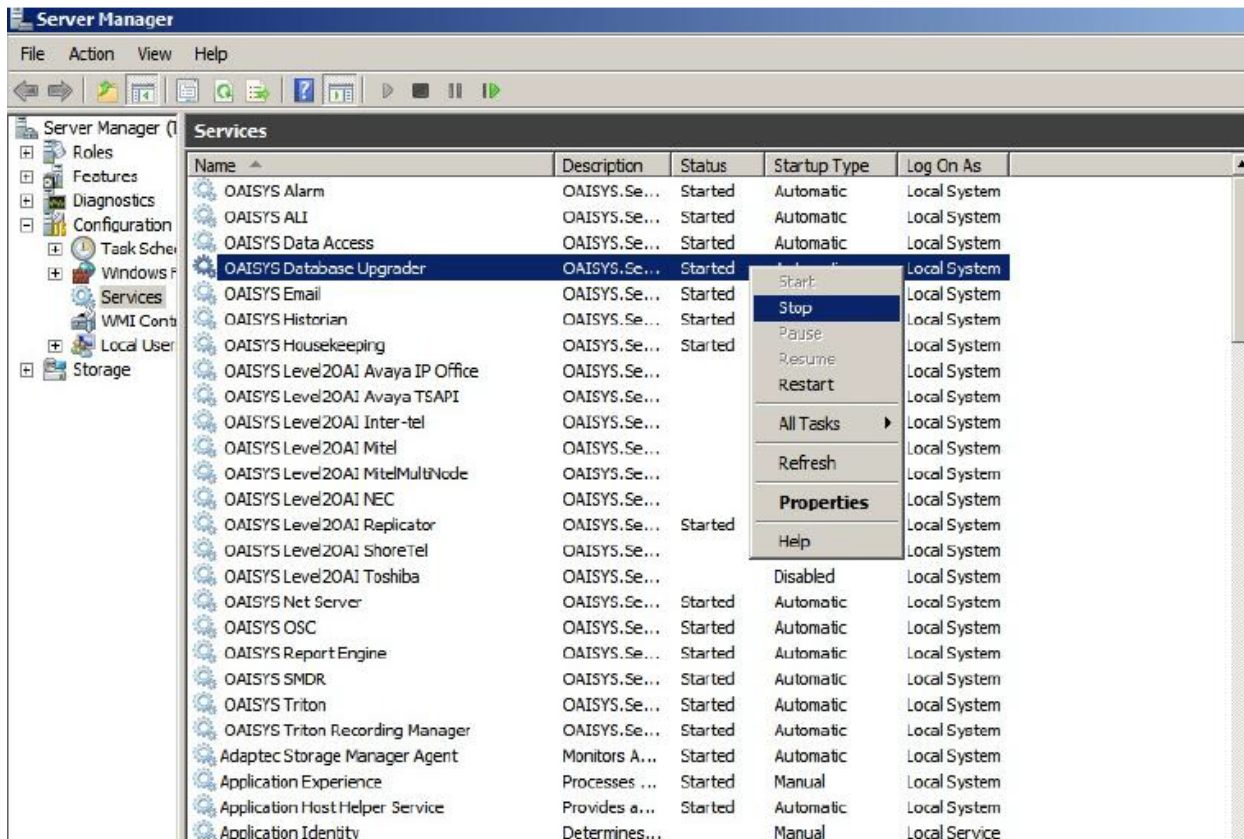 Server Manager
File Action View Help
Server Manager (T
Roles
Features
Diagnostics
Configuration
Task Sche
Windows F
Services
WMI Cont
Local User
Storage
Services
Name Description Status Startup Type Log On As
OAISYS Alarm OAISYS.Se... Started Automatic Local System
OAISYS ALI OAISYS.Se... Started Automatic Local System
OAISYS Data Access OAISYS.Se... Started Automatic Local System
OAISYS Database Upgrader OAISYS.Se... Started Local System
OAISYS Email OAISYS.Se... Started Local System
OAISYS Historian OAISYS.Se... Started Local System
OAISYS Housekeeping OAISYS.Se... Started Local System
OAISYS Level2OAI Avaya IP Office OAISYS.Se... Local System
OAISYS Level2OAI Avaya TSAPI OAISYS.Se... Local System
OAISYS Level2OAI Inter-tel OAISYS.Se... Local System
OAISYS Level2OAI Mitel OAISYS.Se... Local System
OAISYS Level2OAI MitelMultiNode OAISYS.Se... Local System
OAISYS Level2OAI NEC OAISYS.Se... Local System
OAISYS Level2OAI Replicator OAISYS.Se... Started Local System
OAISYS Level2OAI ShoreTel OAISYS.Se... Local System
OAISYS Level2OAI Toshiba OAISYS.Se... Disabled Local System
OAISYS Net Server OAISYS.Se... Started Automatic Local System
OAISYS OSC OAISYS.Se... Started Automatic Local System
OAISYS Report Engine OAISYS.Se... Started Automatic Local System
OAISYS SMDR OAISYS.Se... Started Automatic Local System
OAISYS Triton OAISYS.Se... Started Automatic Local System
OAISYS Triton Recording Manager OAISYS.Se... Started Automatic Local System
Adaptec Storage Manager Agent Monitors A... Started Automatic Local System
Application Experience Processes ... Started Manual Local System
Application Host Helper Service Provides a... Started Automatic Local System
Application Identity Determines... Manual Local Service
Start
Stop
Pause
Resume
Restart
All Tasks
Refresh
Properties
Help